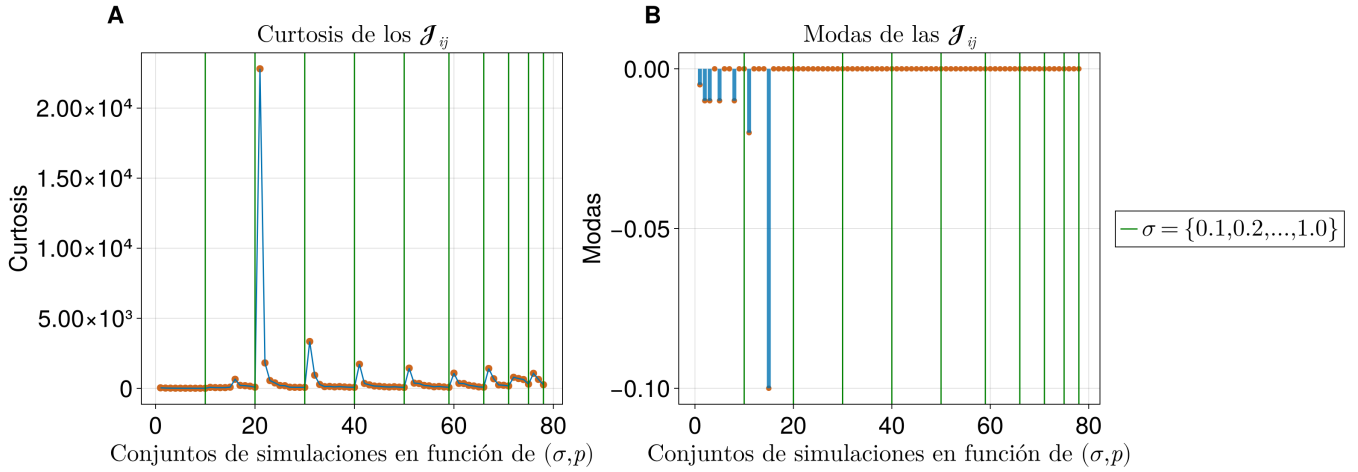 A
Curtosis de los 𝒥ij
Curtosis
2.00×10⁴
1.50×10⁴
1.00×10⁴
5.00×10³
0
0 20 40 60 80
Conjuntos de simulaciones en función de (σ,p)
B
Modas de las 𝒥ij
Modas
0.00
−0.05
−0.10
0 20 40 60 80
Conjuntos de simulaciones en función de (σ,p)
σ = {0.1,0.2,...,1.0}